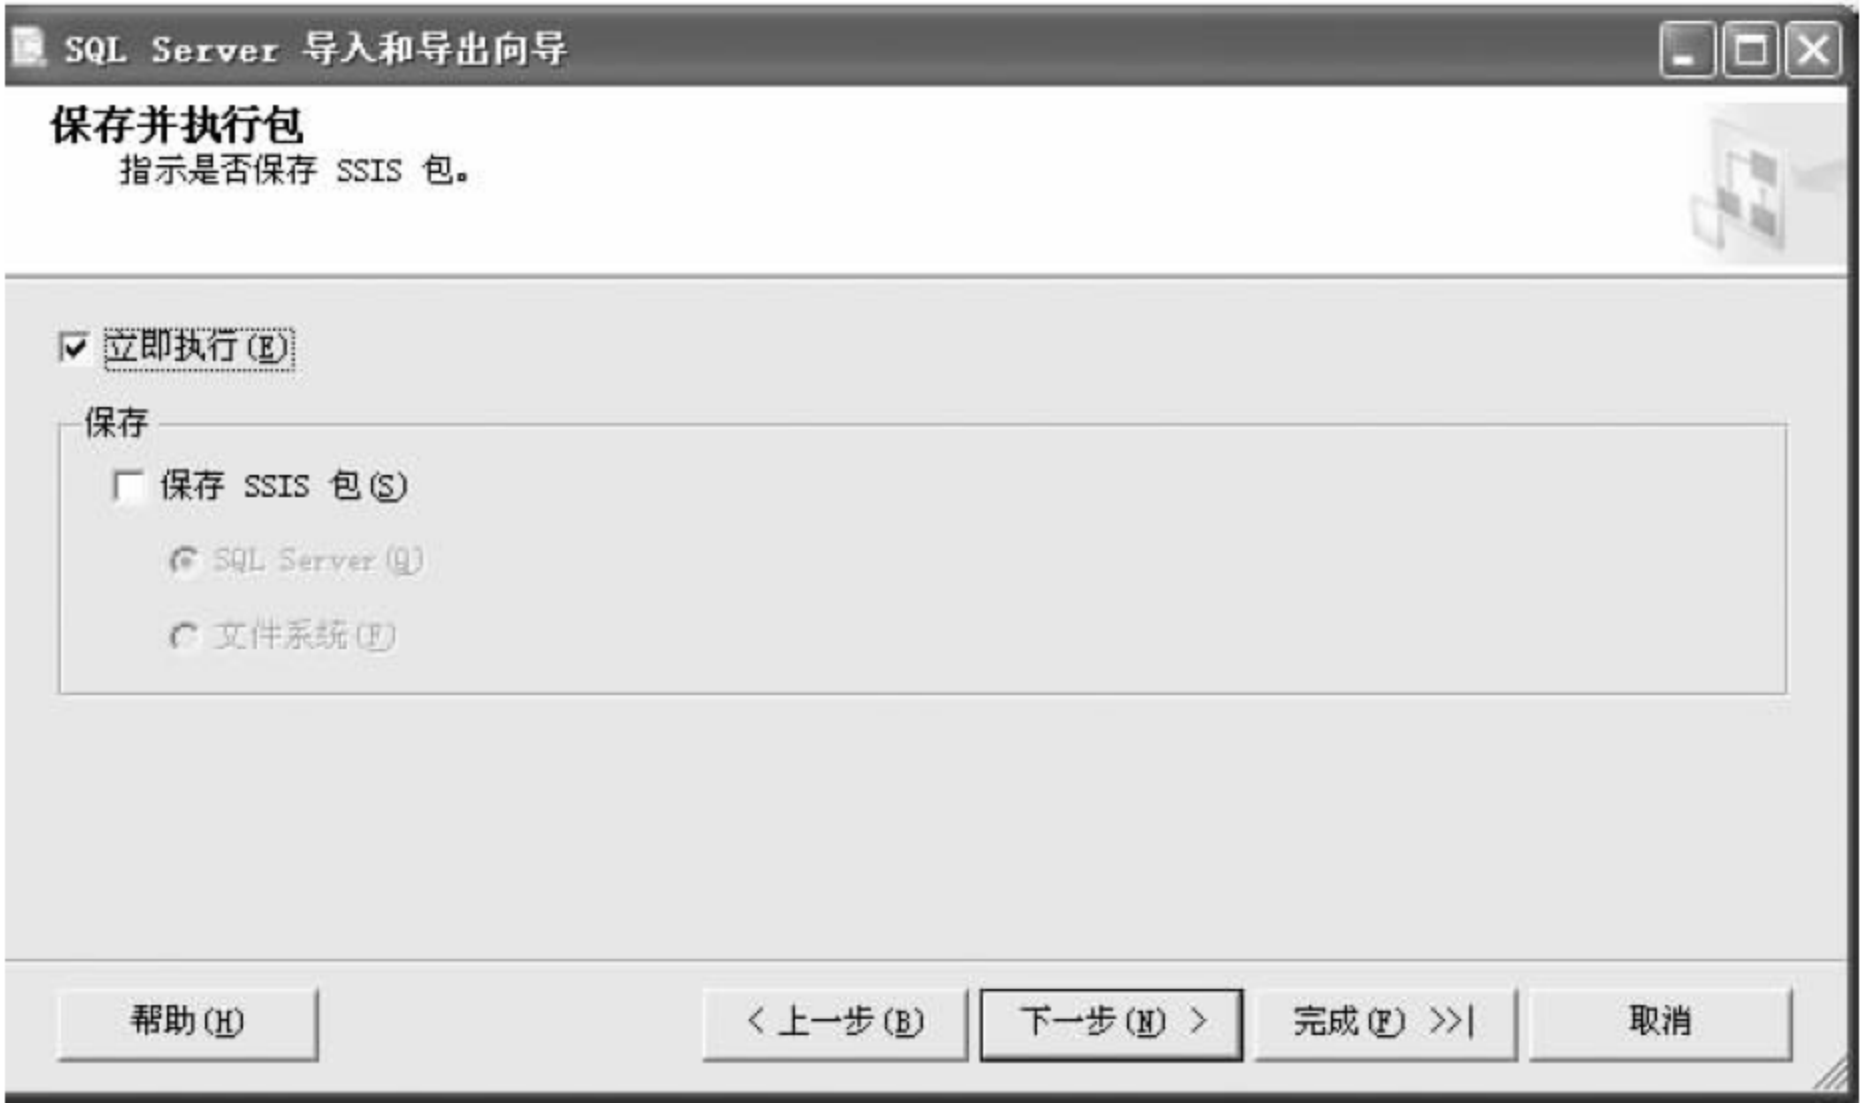 SQL Server 导入和导出向导
保存并执行包
指示是否保存 SSIS 包。
立即执行(E)
保存
保存 SSIS 包(S)
SQL Server(Q)
文件系统(F)
帮助(H)
< 上一步(B)
下一步(N) >
完成(F) >>|
取消